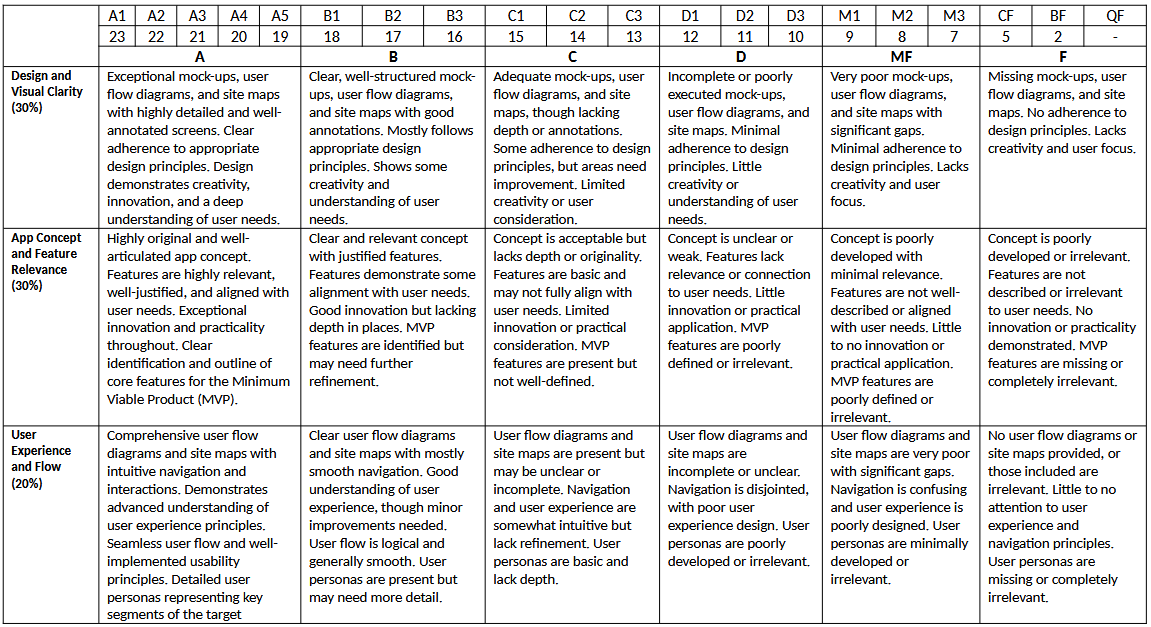 A1 A2 A3 A4 A5 B1 B2 B3 C1 C2 C3 D1 D2 D3 M1 M2 M3 CF BF QF
23 22 21 20 19 18 17 16 15 14 13 12 11 10 9 8 7 5 2 -
A B C D MF F
Design and
Visual Clarity
(30%)
Exceptional mock-ups, user
flow diagrams, and site maps
with highly detailed and well-
annotated screens. Clear
adherence to appropriate
design principles. Design
demonstrates creativity,
innovation, and a deep
understanding of user needs.
Clear, well-structured mock-
ups, user flow diagrams,
and site maps with good
annotations. Mostly follows
appropriate design
principles. Shows some
creativity and
understanding of user
needs.
Adequate mock-ups, user
flow diagrams, and site
maps, though lacking
depth or annotations.
Some adherence to design
principles, but areas need
improvement. Limited
creativity or user
consideration.
Incomplete or poorly
executed mock-ups,
user flow diagrams, and
site maps. Minimal
adherence to design
principles. Little
creativity or
understanding of user
needs.
Very poor mock-ups,
user flow diagrams,
and site maps with
significant gaps.
Minimal adherence to
design principles. Lacks
creativity and user
focus.
Missing mock-ups, user
flow diagrams, and site
maps. No adherence to
design principles. Lacks
creativity and user focus.
App Concept
and Feature
Relevance
(30%)
Highly original and well-
articulated app concept.
Features are highly relevant,
well-justified, and aligned with
user needs. Exceptional
innovation and practicality
throughout. Clear
identification and outline of
core features for the Minimum
Viable Product (MVP).
Clear and relevant concept
with justified features.
Features demonstrate some
alignment with user needs.
Good innovation but lacking
depth in places. MVP
features are identified but
may need further
refinement.
Concept is acceptable but
lacks depth or originality.
Features are basic and
may not fully align with
user needs. Limited
innovation or practical
consideration. MVP
features are present but
not well-defined.
Concept is unclear or
weak. Features lack
relevance or connection
to user needs. Little
innovation or practical
application. MVP
features are poorly
defined or irrelevant.
Concept is poorly
developed with
minimal relevance.
Features are not well-
described or aligned
with user needs. Little
to no innovation or
practical application.
MVP features are
poorly defined or
irrelevant.
Concept is poorly
developed or irrelevant.
Features are not
described or irrelevant
to user needs. No
innovation or practicality
demonstrated. MVP
features are missing or
completely irrelevant.
User
Experience
and Flow
(20%)
Comprehensive user flow
diagrams and site maps with
intuitive navigation and
interactions. Demonstrates
advanced understanding of
user experience principles.
Seamless user flow and well-
implemented usability
principles. Detailed user
personas representing key
segments of the target
Clear user flow diagrams
and site maps with mostly
smooth navigation. Good
understanding of user
experience, though minor
improvements needed.
User flow is logical and
generally smooth. User
personas are present but
may need more detail.
User flow diagrams and
site maps are present but
may be unclear or
incomplete. Navigation
and user experience are
somewhat intuitive but
lack refinement. User
personas are basic and
lack depth.
User flow diagrams and
site maps are
incomplete or unclear.
Navigation is disjointed,
with poor user
experience design. User
personas are poorly
developed or irrelevant.
User flow diagrams and
site maps are very poor
with significant gaps.
Navigation is confusing
and user experience is
poorly designed. User
personas are minimally
developed or
irrelevant.
No user flow diagrams or
site maps provided, or
those included are
irrelevant. Little to no
attention to user
experience and
navigation principles.
User personas are
missing or completely
irrelevant.